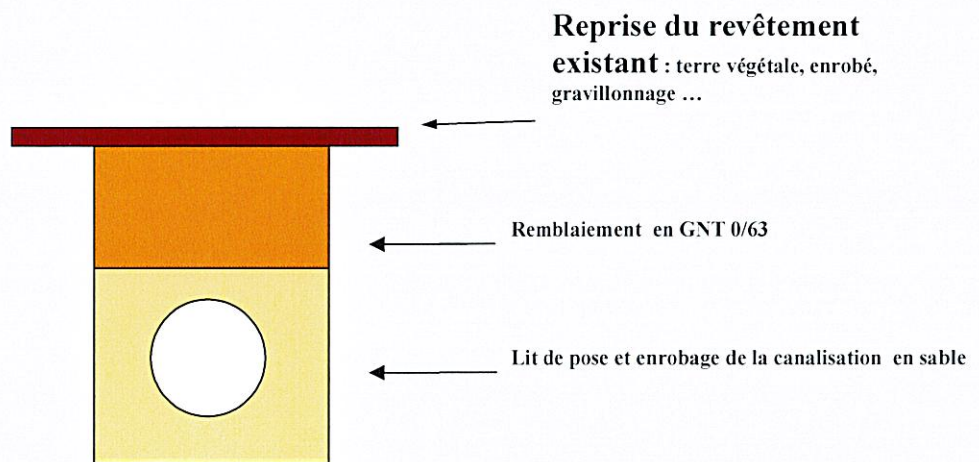 Reprise du revêtement
existant : terre végétale, enrobé,
gravillonnage ...
Remblaiement en GNT 0/63
Lit de pose et enrobage de la canalisation en sable